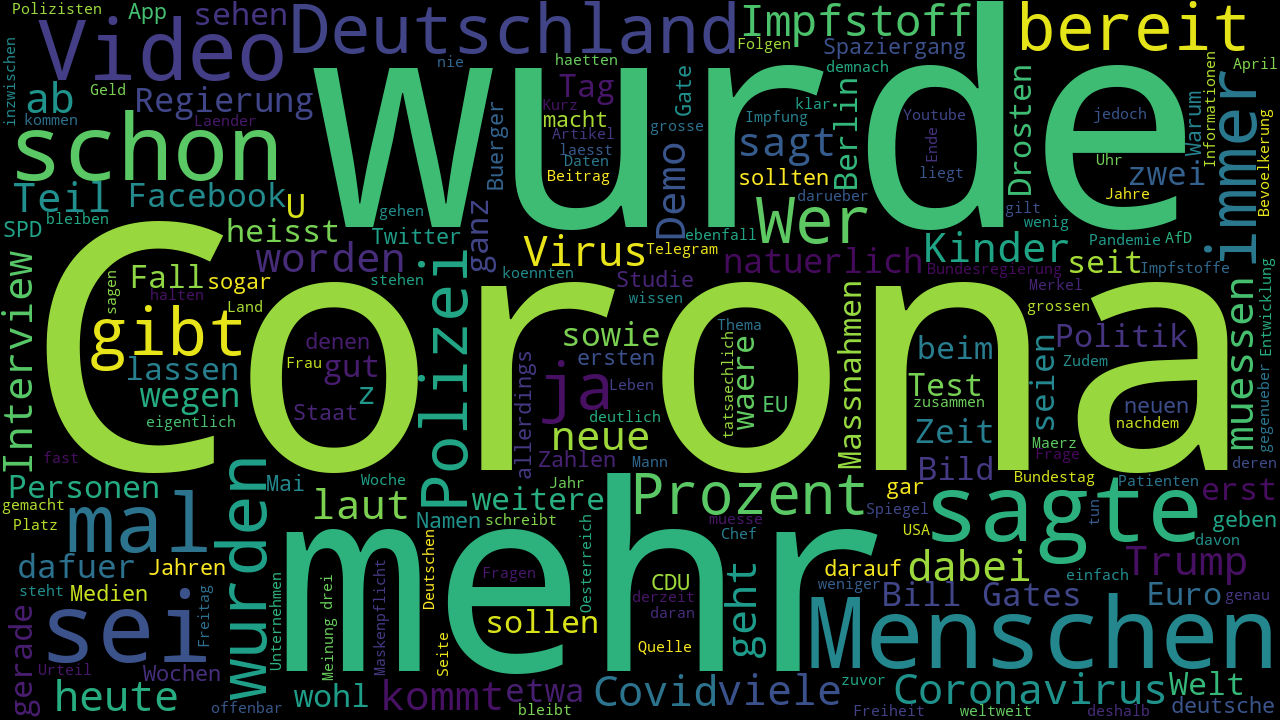 Polizisten
App
sehen
Deutschland
Impfstoff
bereit
Video
nie
haetten
Folgen
Spaziergang
demnach
April
inzwischen
ab
Geld
Regierung
wurde
Tag
Gate
Informationen
kommen
Laender
Kurz
macht
klar
Youtube
jedoch
Warum
schon
Buerger
Artikel
grosse
Impfung
Berlin
Drosten
immer
Bevoelkerung
laesst
Daten
Beitrag
Demo
sagt
Ende
liegt
Uhr
zwei
Teil
Facebook
U
sollten
darueber
Jahre
SPD
bleiben
gehen
ganz
Wer
gilt
wenig
heisst
Twitter
ebenfall
Virus
Telegram
Kinder
Pandemie
AfD
worden
natuerlich
seit
Bundesregierung
Impfstoffe
Interview
Corona
Fall
sogar
stehen
Polizei
koennten
Studie
wissen
Merkel
sagen
halten
Land
grossen
gibt
denen
sowie
Thema
Massnahmen
Politik
muessen
gegenueber
Entwicklung
lassen
Frau
gut
allerdings
ersten
waere
beim
seien
Zudem
wegen
z
ja
Leben
tatsaechlich
Test
Staat
deutlich
EU
zusammen
neuen
eigentlich
neue
Zeit
nachdem
fast
Zahlen
Mann
Bild
Maerz
Frage
deren
Personen
wurden
Mai
Woche
Jahr
Prozent
gar
Bundestag
Patienten
erst
gemacht
mal
laut
weitere
Spiegel
sagte
tun
Platz
Namen
schreibt
mehr
muesse
Chef
USA
geben
davon
dafuer
Jahren
Deutschen
Oesterreich
dabei
Trump
steht
Medien
Freitag
Unternehmen
Meinung
drei
Maskenpflicht
Fragen
CDU
derzeit
geht
darauf
weniger
einfach
sei
daran
Bill Gates
Euro
genau
gerade
sollen
Menschen
Urteil
Wochen
Seite
Quelle
heute
offenbar
wohl
kommt
etwa
bleibt
Covid
viele
zuvor
Coronavirus
Welt
Freiheit
weltweit
deshalb
deutsche